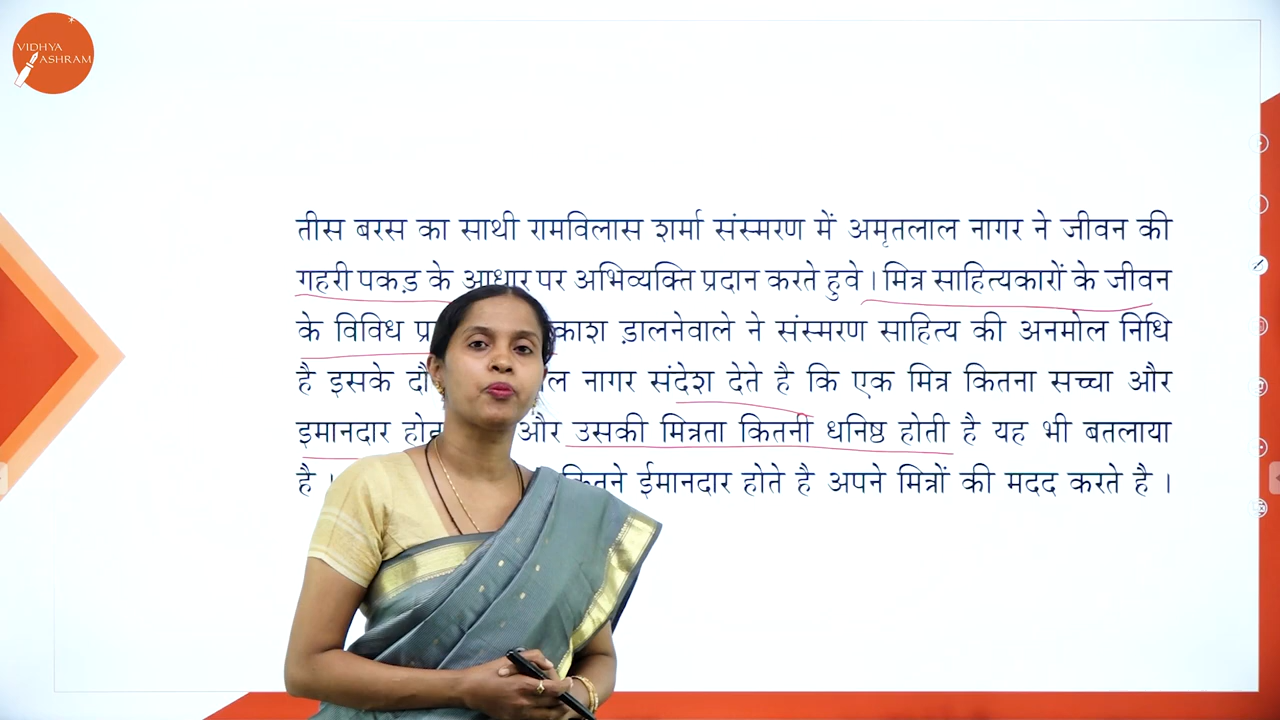 VIDHYA
ASHRAM
तीस बरस का साथी रामविलास शर्मा संस्मरण में अमृतलाल नागर ने जीवन की
गहरी पकड़ के आधार पर अभिव्यक्ति प्रदान करते हुवे । मित्र साहित्यकारों के जीवन
के विविध ड़ालनेवाले ने संस्मरण साहित्य की अनमोल निधि
है इसके नागर संदेश देते है कि एक मित्र कितना सच्चा और
इमानदार और उसकी मित्रता कितनी धनिष्ठ होती है यह भी बतलाया
है । कितने ईमानदार होते है अपने मित्रों की मदद करते है ।